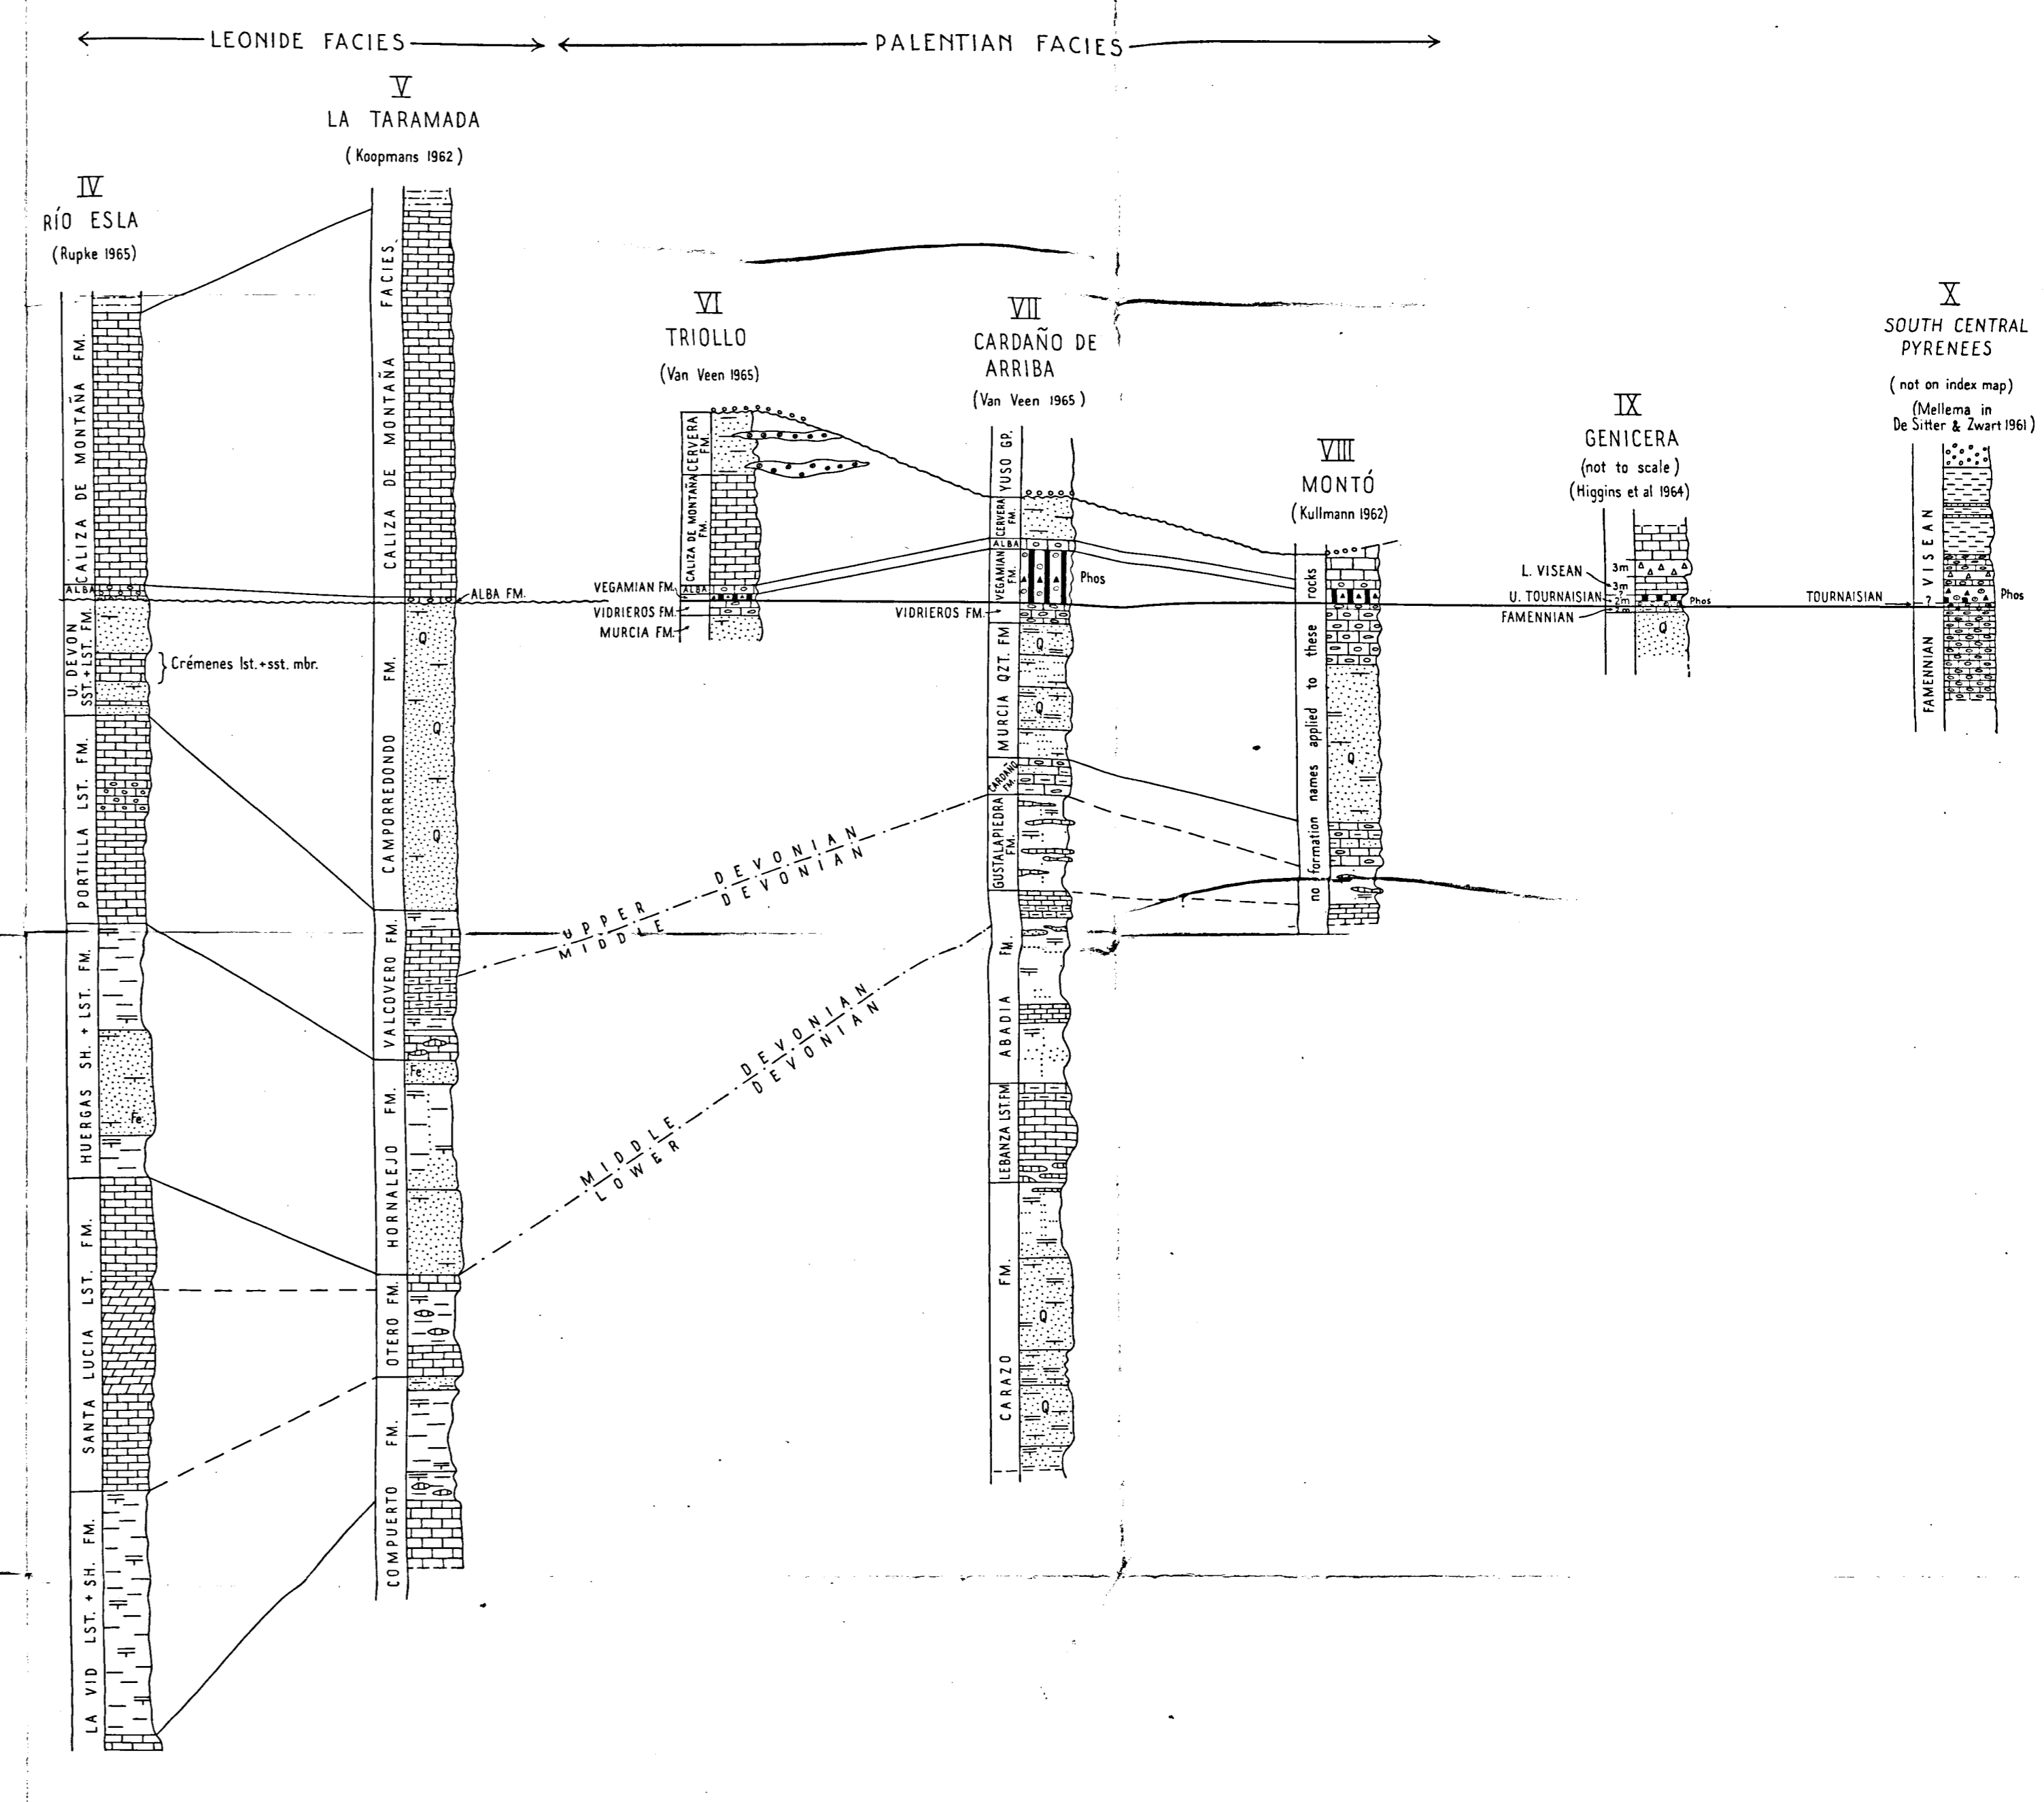 LEONIDE FACIES
PALENTIAN FACIES
IV
RÍO ESLA
(Rupke 1965)
CALIZA DE MONTAÑA FM.
ALBA
U. DEVON
SST. + LST. FM.
Crémenes lst. + sst. mbr.
PORTILLA LST. FM.
HUERGAS SH. + LST. FM.
Fe
SANTA LUCIA LST. FM.
LA VID LST. + SH. FM.
V
LA TARAMADA
(Koopmans 1962)
CALIZA DE MONTAÑA FACIES
ALBA FM.
CAMPORREDONDO FM.
Q
Q
Q
VALCOVERO FM.
HORNALEJO FM.
Fe
OTERO FM.
COMPUERTO FM.
UPPER DEVONIAN
MIDDLE DEVONIAN
MIDDLE DEVONIAN
LOWER DEVONIAN
VI
TRIOLLO
(Van Veen 1965)
CERVERA
FM.
CALIZA DE MONTAÑA
FM.
ALBA
VEGAMIAN FM.
VIDRIEROS FM.
MURCIA FM.
VII
CARDAÑO DE
ARRIBA
(Van Veen 1965)
YUSO GP.
CERVERA
FM.
ALBA
VEGAMIAN
FM.
Phos
VIDRIEROS FM.
MURCIA QZT. FM
Q
Q
CARDAÑO
FM.
GUSTALAPIEDRA
FM.
ABADIA FM.
LEBANZA LST. FM
CARAZO FM.
Q
Q
VIII
MONTÓ
(Kullmann 1962)
no formation names applied to these rocks
Q
?
IX
GENICERA
(not to scale)
(Higgins et al 1964)
3m
L. VISEAN
3m
?
U. TOURNAISIAN
2m
Phos
FAMENNIAN
Q
X
SOUTH CENTRAL
PYRENEES
(not on index map)
(Mellema in
De Sitter & Zwart 1961)
VISEAN
?
Phos
TOURNAISIAN
FAMENNIAN